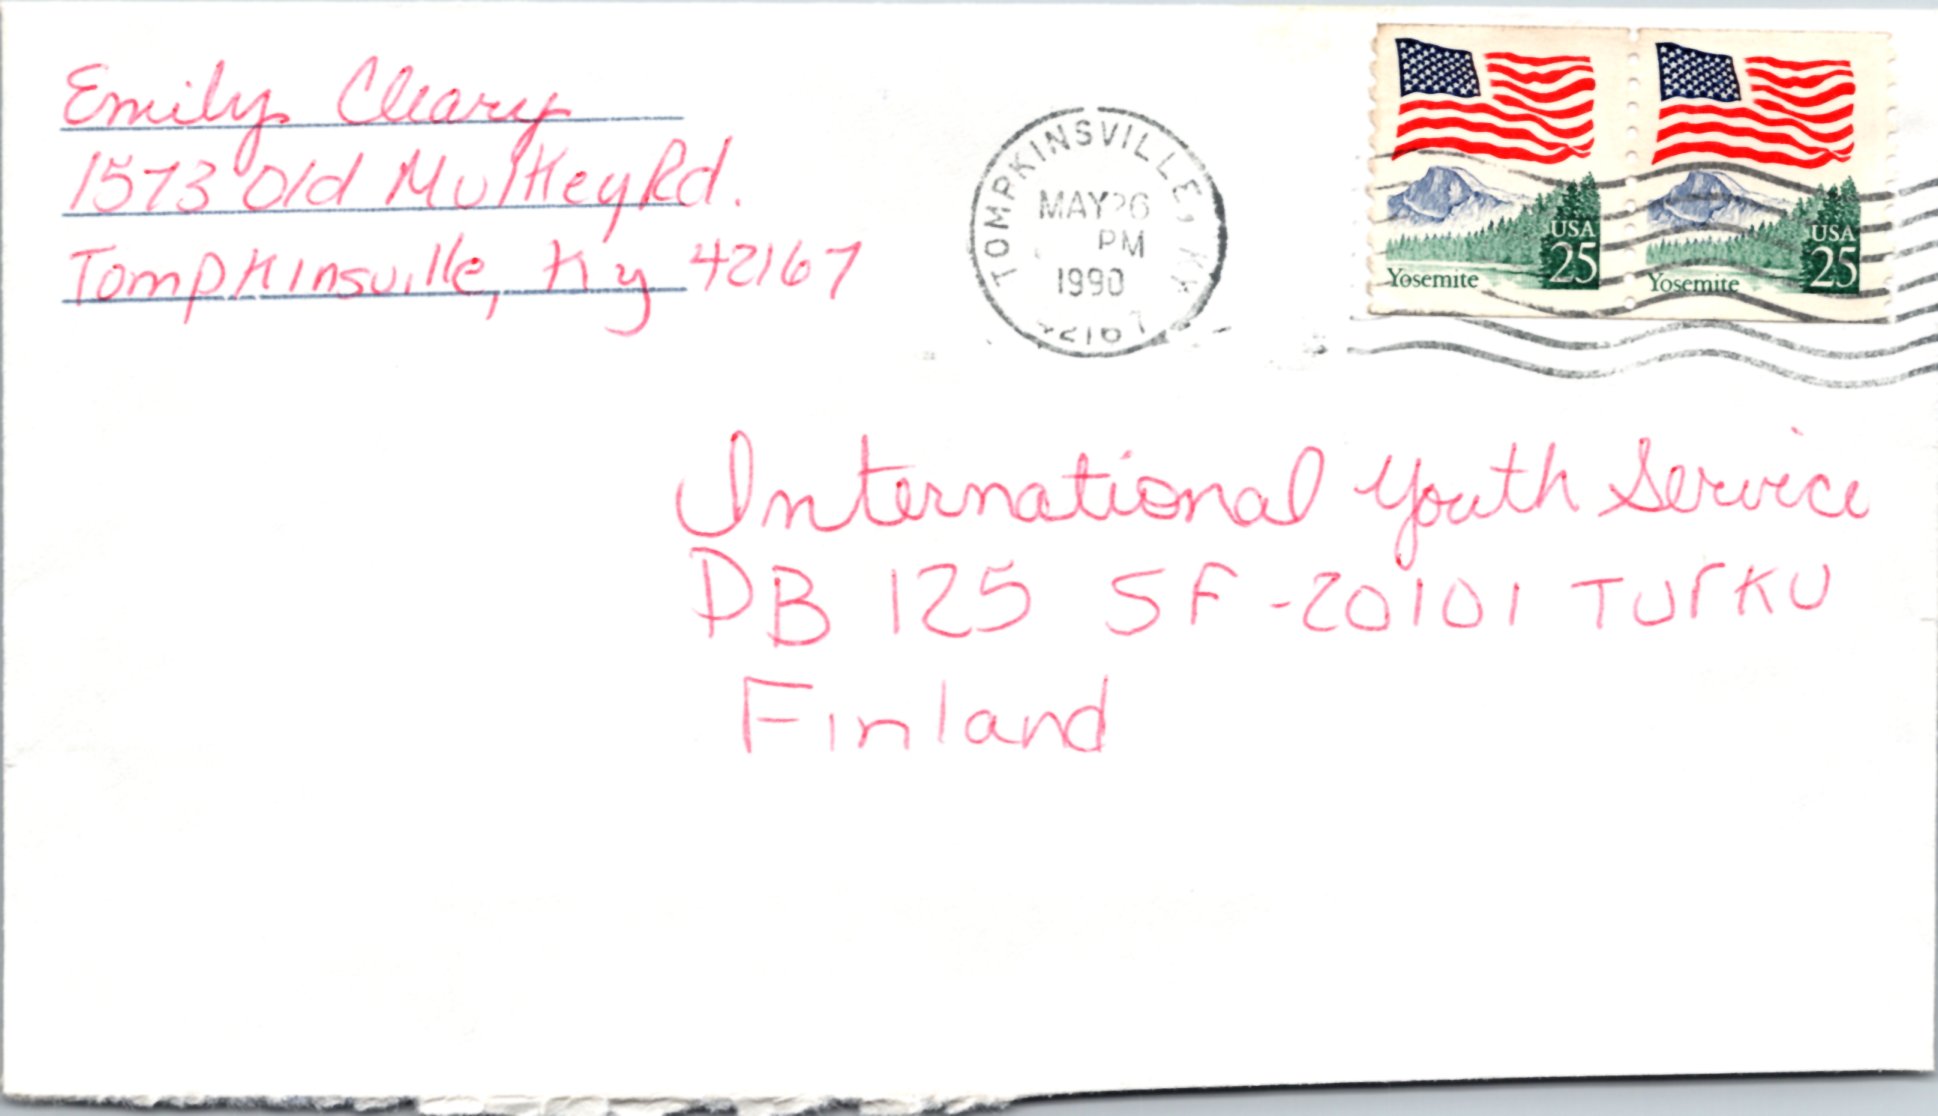 Emily Cleary
1573 Old Mulkey Rd.
Tompkinsville, Ky 42167
TOMPKINSVILLE, KY
MAY 26
PM
1990
42167
USA
25
Yosemite
USA
25
Yosemite
International Youth Service
PB 125 SF-20101 Turku
Finland